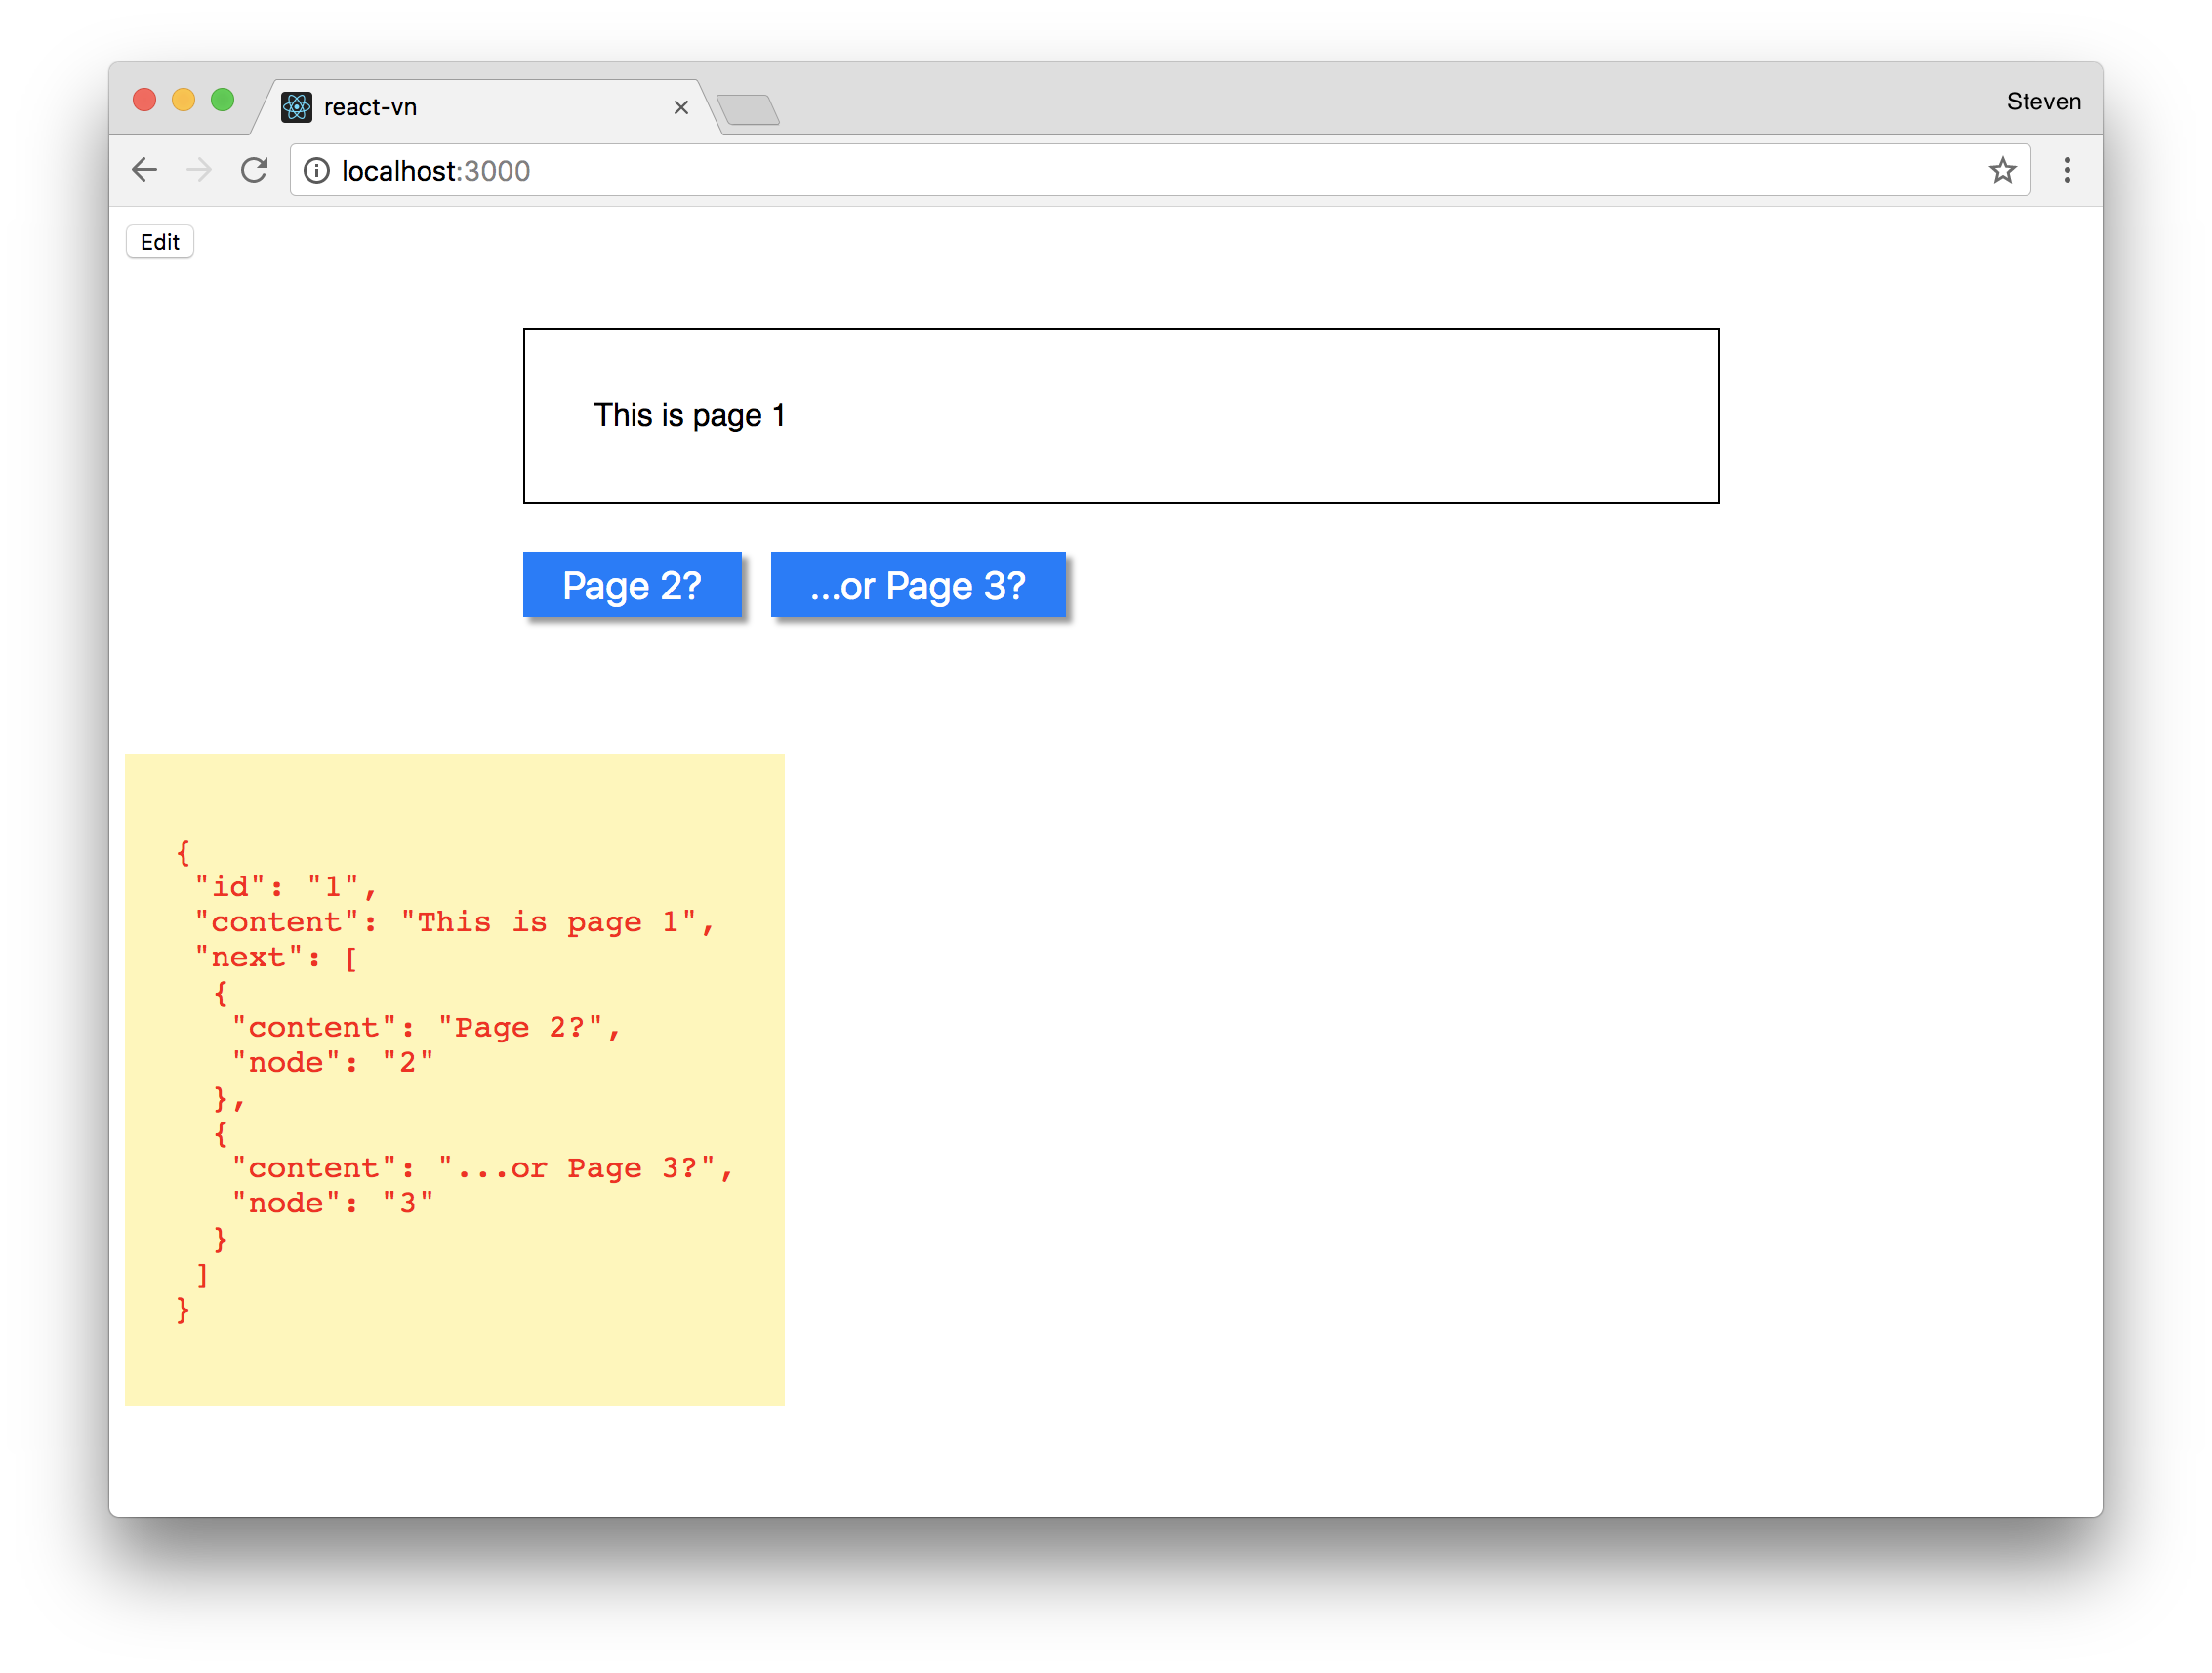 react-vn
Steven
localhost:3000
Edit
This is page 1
Page 2?
...or Page 3?
{
"id": "1",
"content": "This is page 1",
"next": [
{
"content": "Page 2?",
"node": "2"
},
{
"content": "...or Page 3?",
"node": "3"
}
]
}